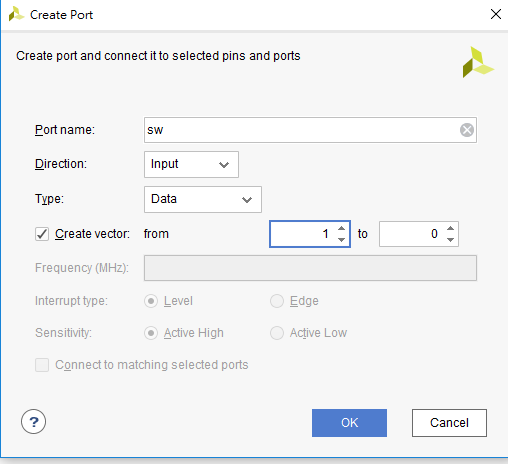 Create Port
Create port and connect it to selected pins and ports
Port name: sw
Direction: Input
Type: Data
Create vector: from 1 to 0
Frequency (MHz):
Interrupt type: Level Edge
Sensitivity: Active High Active Low
Connect to matching selected ports
? OK Cancel